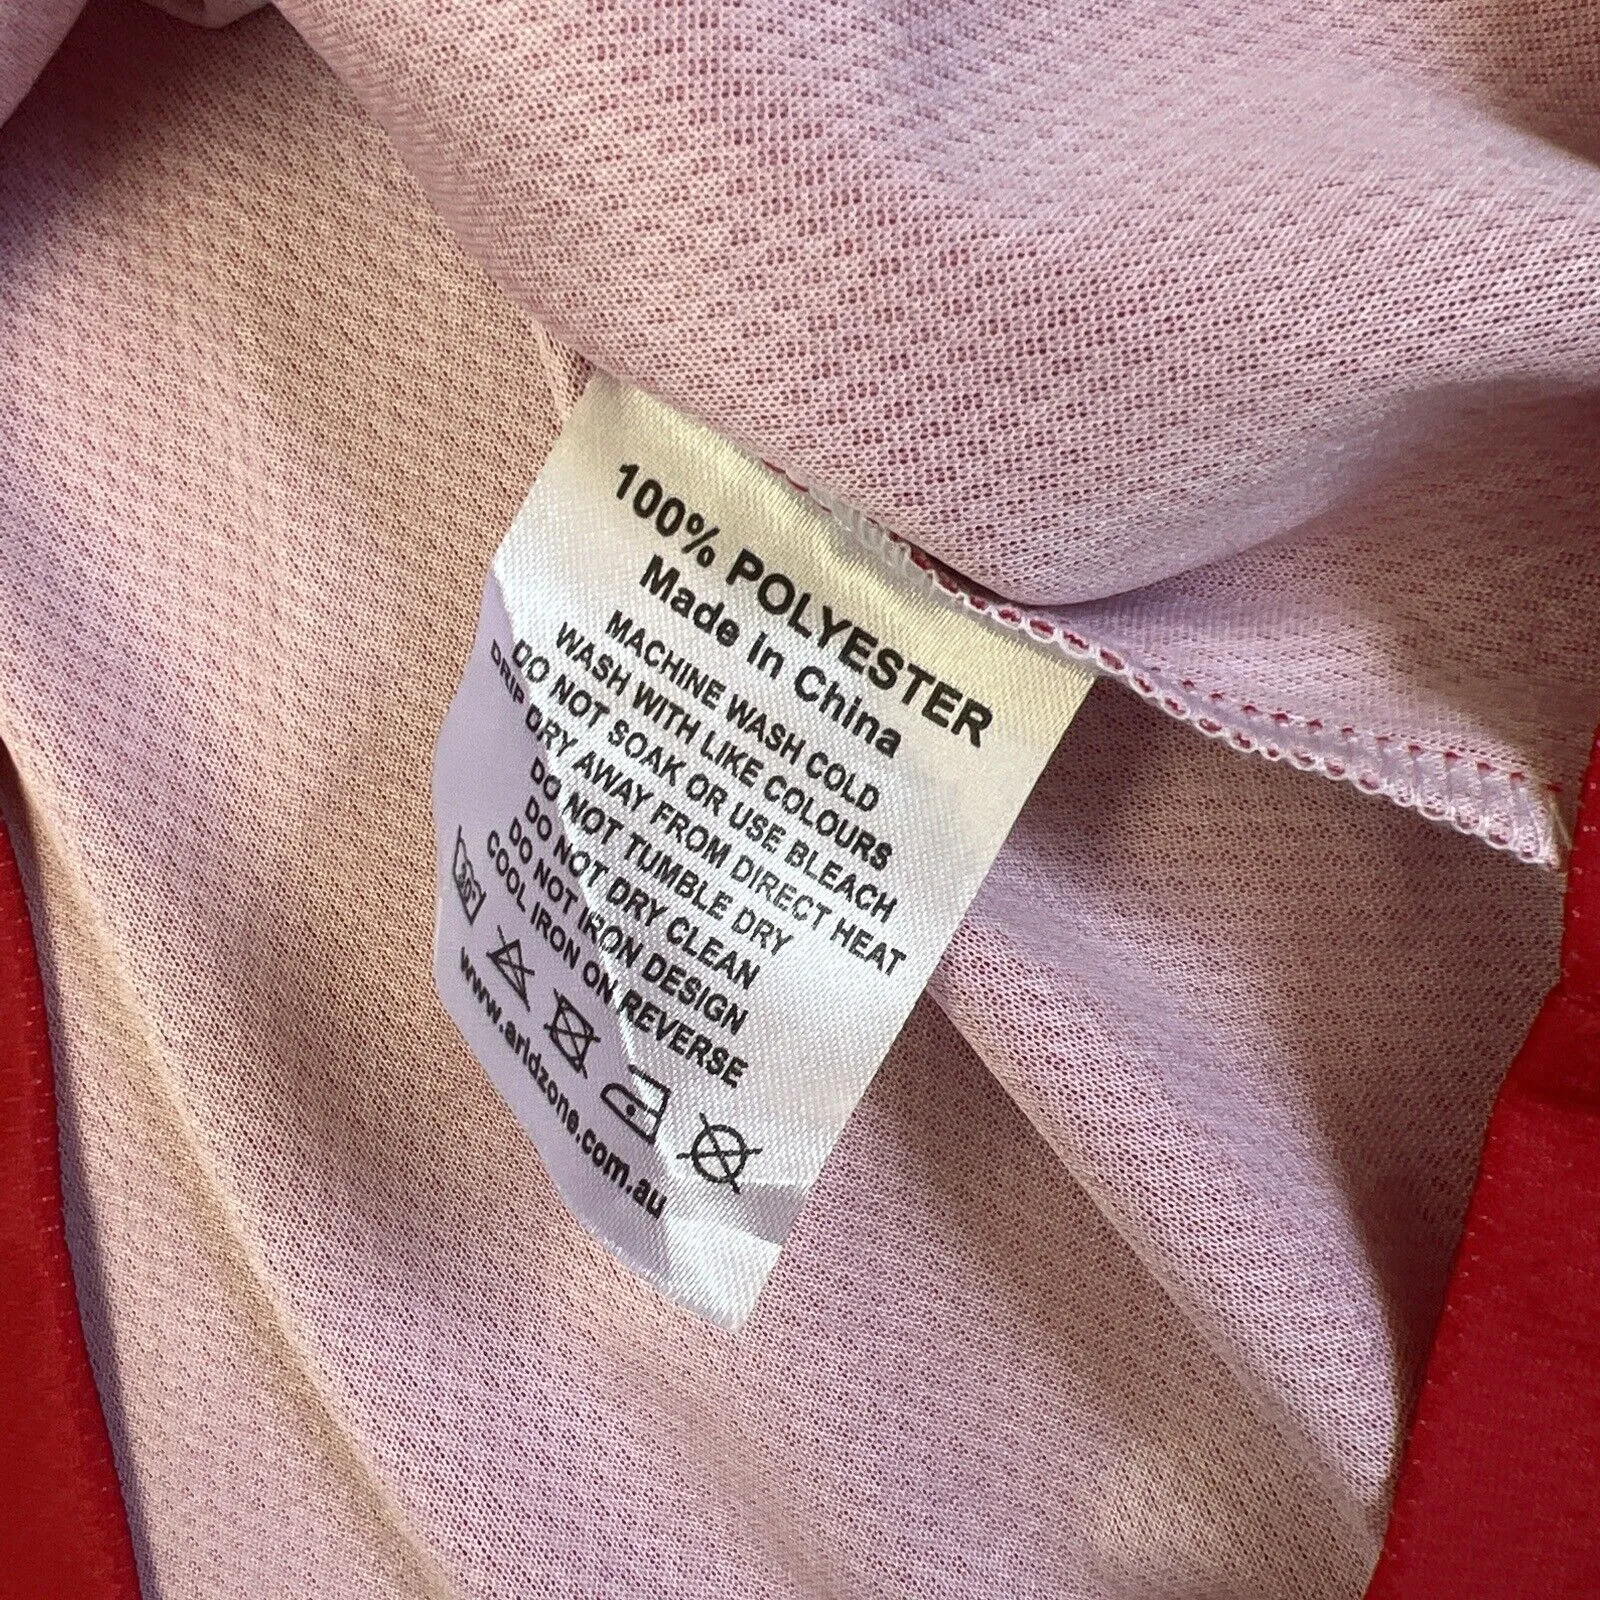 100% POLYESTER
Made in China
MACHINE WASH COLD
WASH WITH LIKE COLOURS
DO NOT SOAK OR USE BLEACH
DRIP DRY AWAY FROM DIRECT HEAT
DO NOT TUMBLE DRY
DO NOT DRY CLEAN
DO NOT IRON DESIGN
COOL IRON ON REVERSE
30°
www.arldzone.com.au